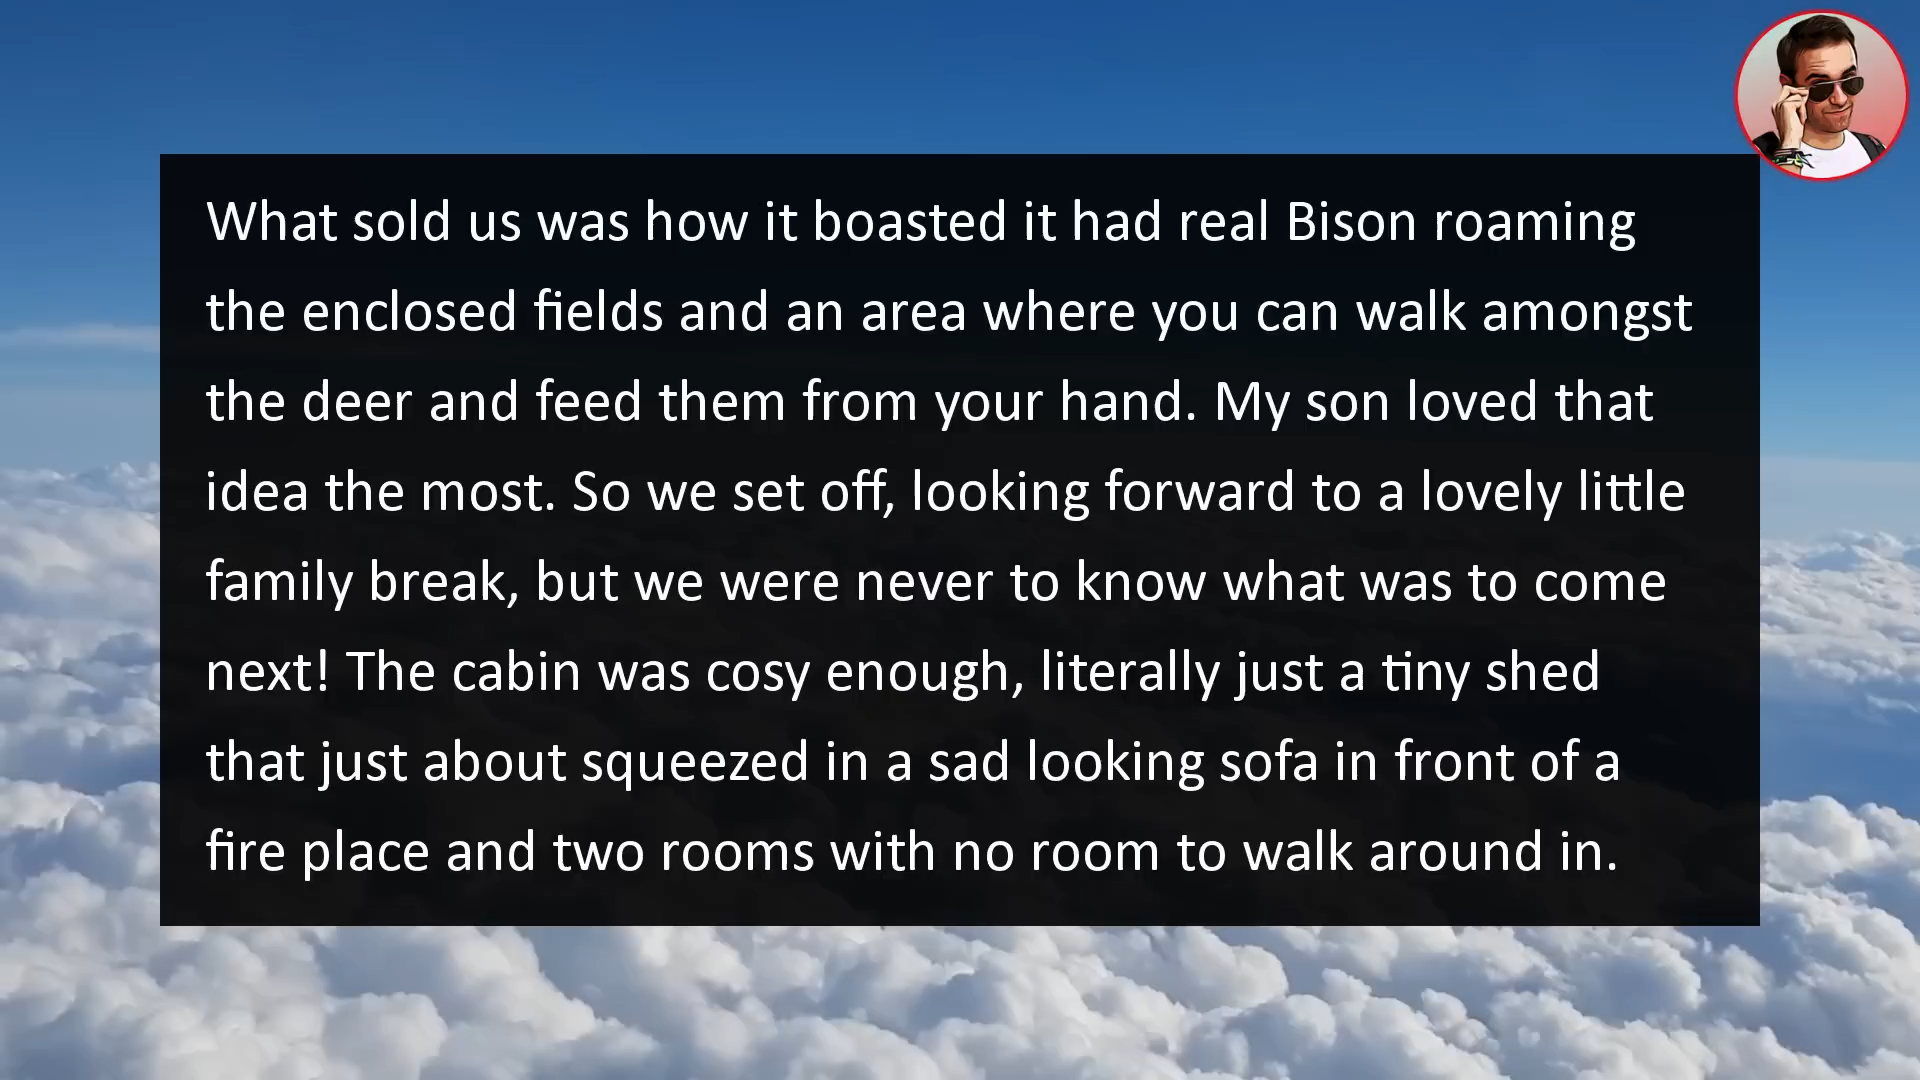 What sold us was how it boasted it had real Bison roaming
the enclosed fields and an area where you can walk amongst
the deer and feed them from your hand. My son loved that
idea the most. So we set off, looking forward to a lovely little
family break, but we were never to know what was to come
next! The cabin was cosy enough, literally just a tiny shed
that just about squeezed in a sad looking sofa in front of a
fire place and two rooms with no room to walk around in.